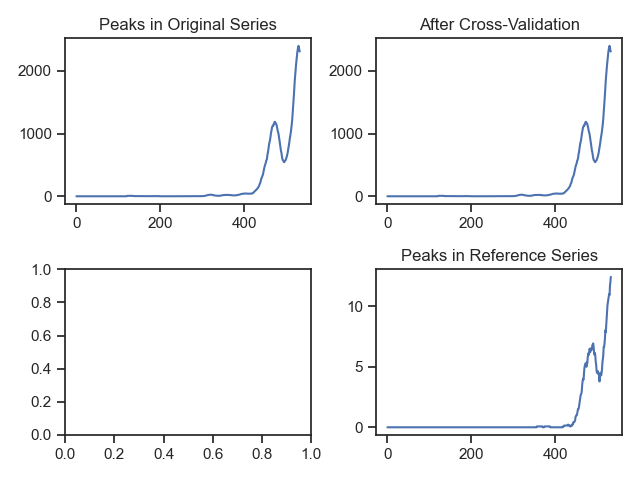 Peaks in Original Series
2000
1000
0
0 200 400
After Cross-Validation
2000
1000
0
0 200 400
1.0
0.8
0.6
0.4
0.2
0.0
0.0 0.2 0.4 0.6 0.8 1.0
Peaks in Reference Series
10
5
0
0 200 400